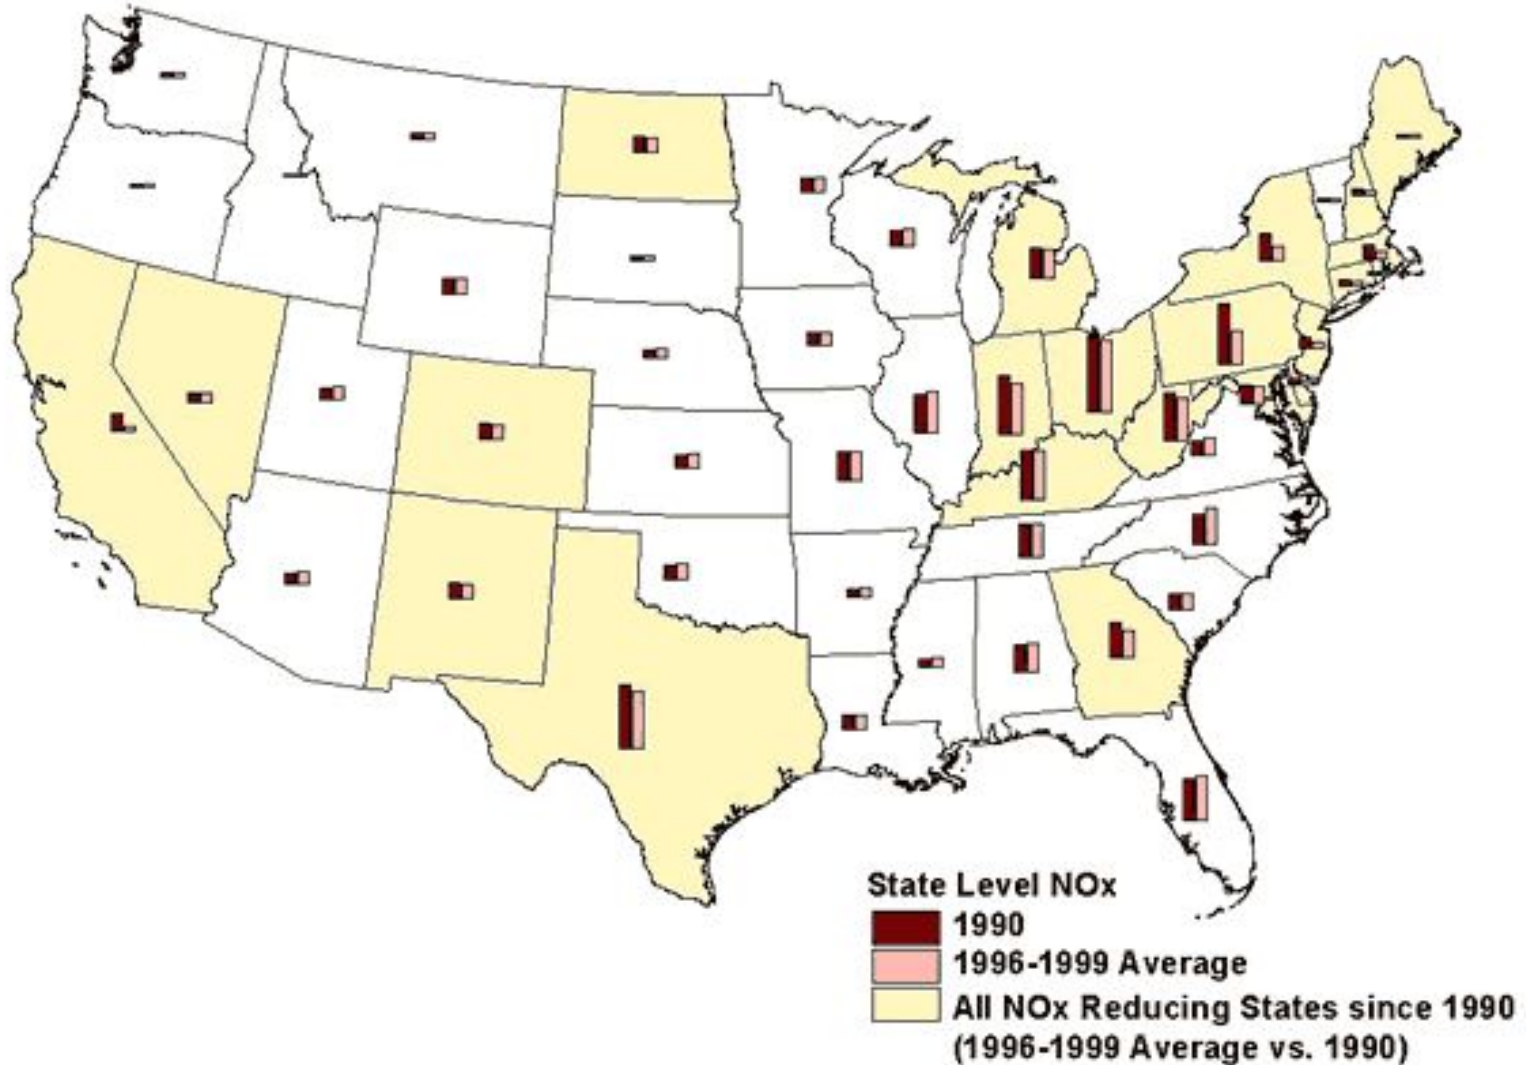 State Level NOx
1990
1996-1999 Average
All NOx Reducing States since 1990
(1996-1999 Average vs. 1990)